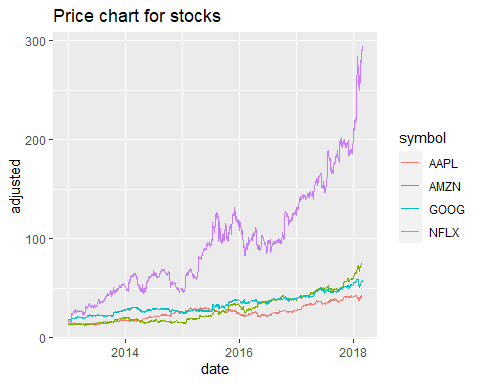 Price chart for stocks
300
200
100
0
adjusted
2014
2016
2018
date
symbol
AAPL
AMZN
GOOG
NFLX